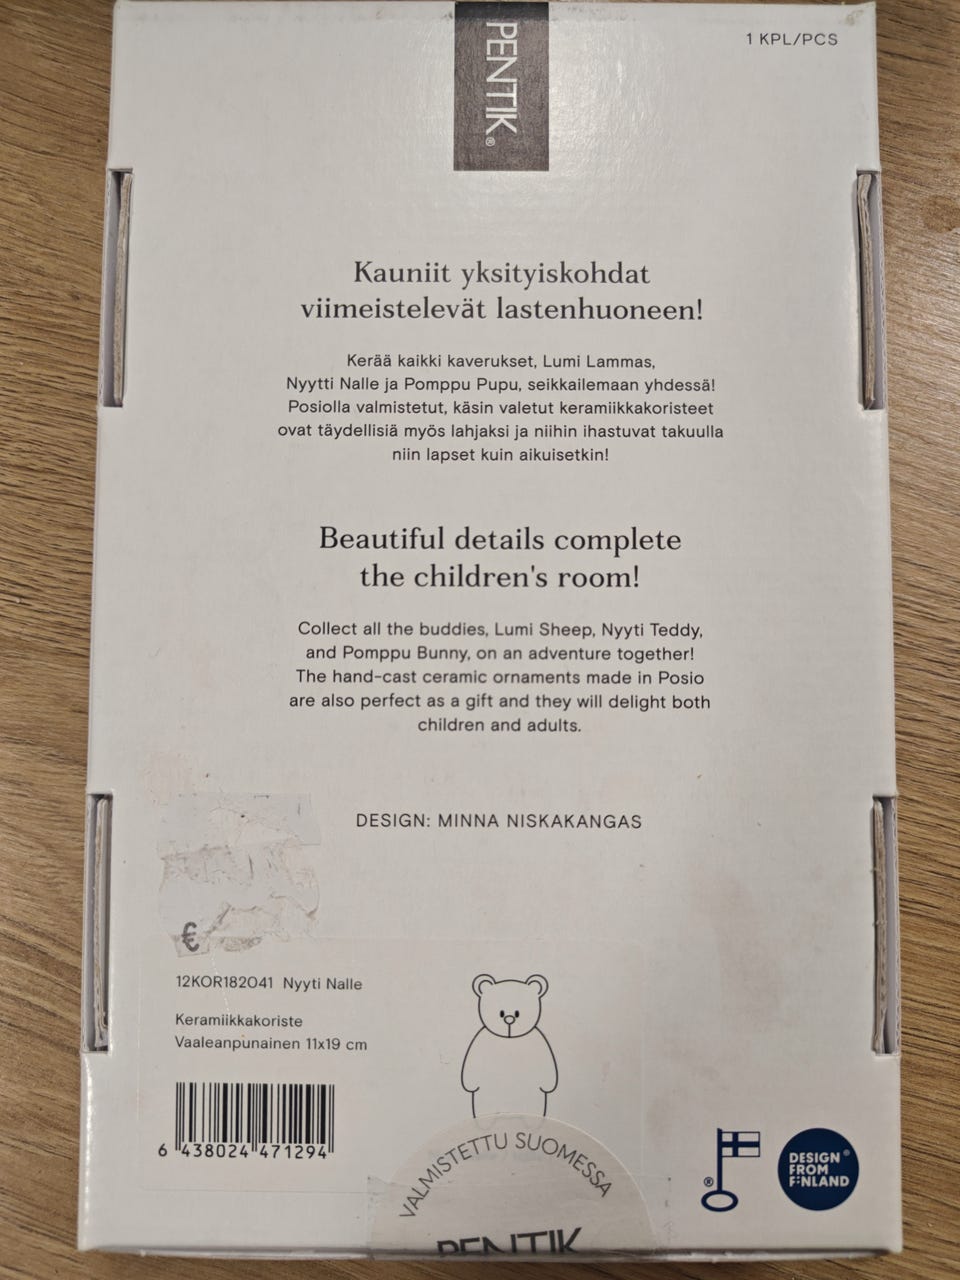 PENTIK®
1 KPL/PCS
Kauniit yksityiskohdat
viimeistelevät lastenhuoneen!
Kerää kaikki kaverukset, Lumi Lammas,
Nyytti Nalle ja Pomppu Pupu, seikkailemaan yhdessä!
Posiolla valmistetut, käsin valetut keramiikkakoristeet
ovat täydellisiä myös lahjaksi ja niihin ihastuvat takuulla
niin lapset kuin aikuisetkin!
Beautiful details complete
the children's room!
Collect all the buddies, Lumi Sheep, Nyyti Teddy,
and Pomppu Bunny, on an adventure together!
The hand-cast ceramic ornaments made in Posio
are also perfect as a gift and they will delight both
children and adults.
DESIGN: MINNA NISKAKANGAS
€
12KOR182041 Nyyti Nalle
Keramiikkakoriste
Vaaleanpunainen 11x19 cm
6 438024 471294
VALMISTETTU SUOMESSA
PENTIK
®
DESIGN®
FROM
FINLAND